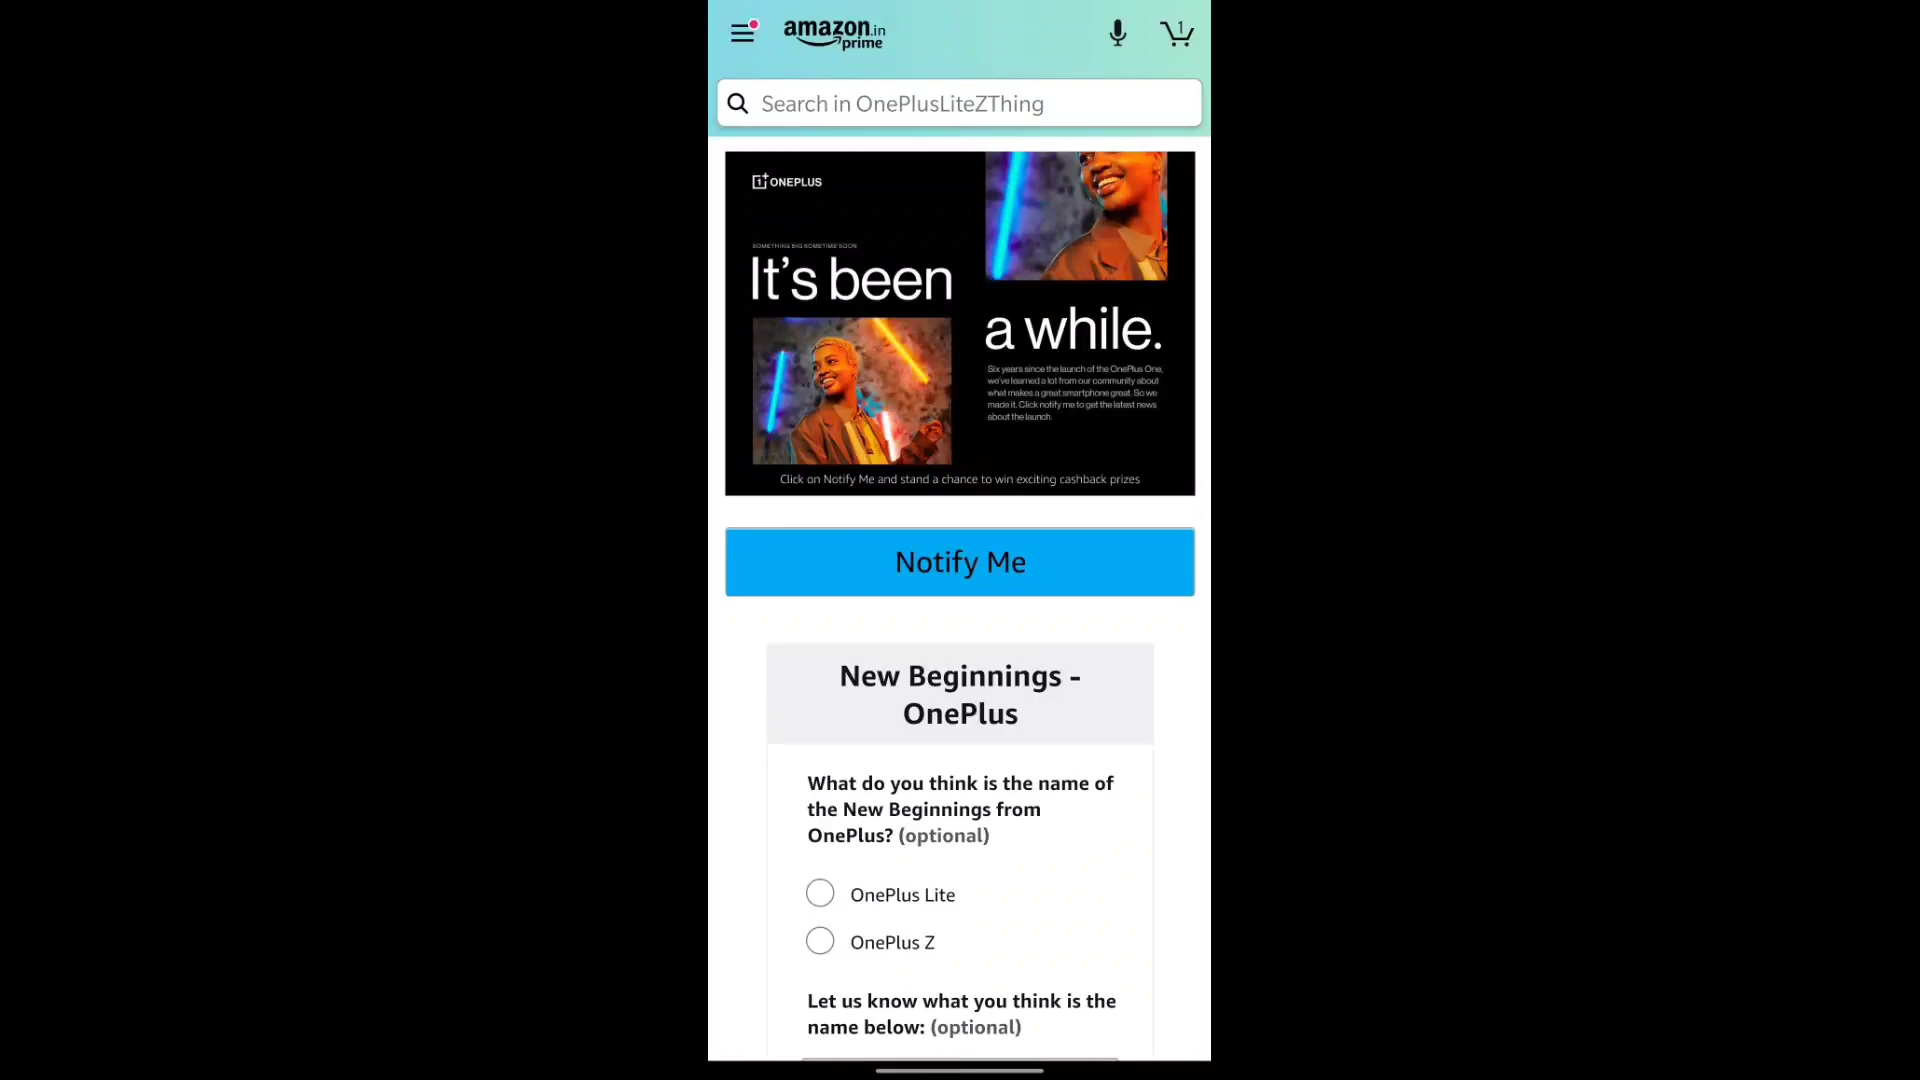 amazon.in
prime
1
Search in OnePlusLiteZThing
ONEPLUS
SOMETHING BIG SOMETIME SOON
It's been
a while.
Six years since the launch of the OnePlus One,
we've learned a lot from our community about
what makes a great smartphone great. So we
made it. Click notify me to get the latest news
about the launch.
Click on Notify Me and stand a chance to win exciting cashback prizes
Notify Me
New Beginnings -
OnePlus
What do you think is the name of
the New Beginnings from
OnePlus? (optional)
OnePlus Lite
OnePlus Z
Let us know what you think is the
name below: (optional)